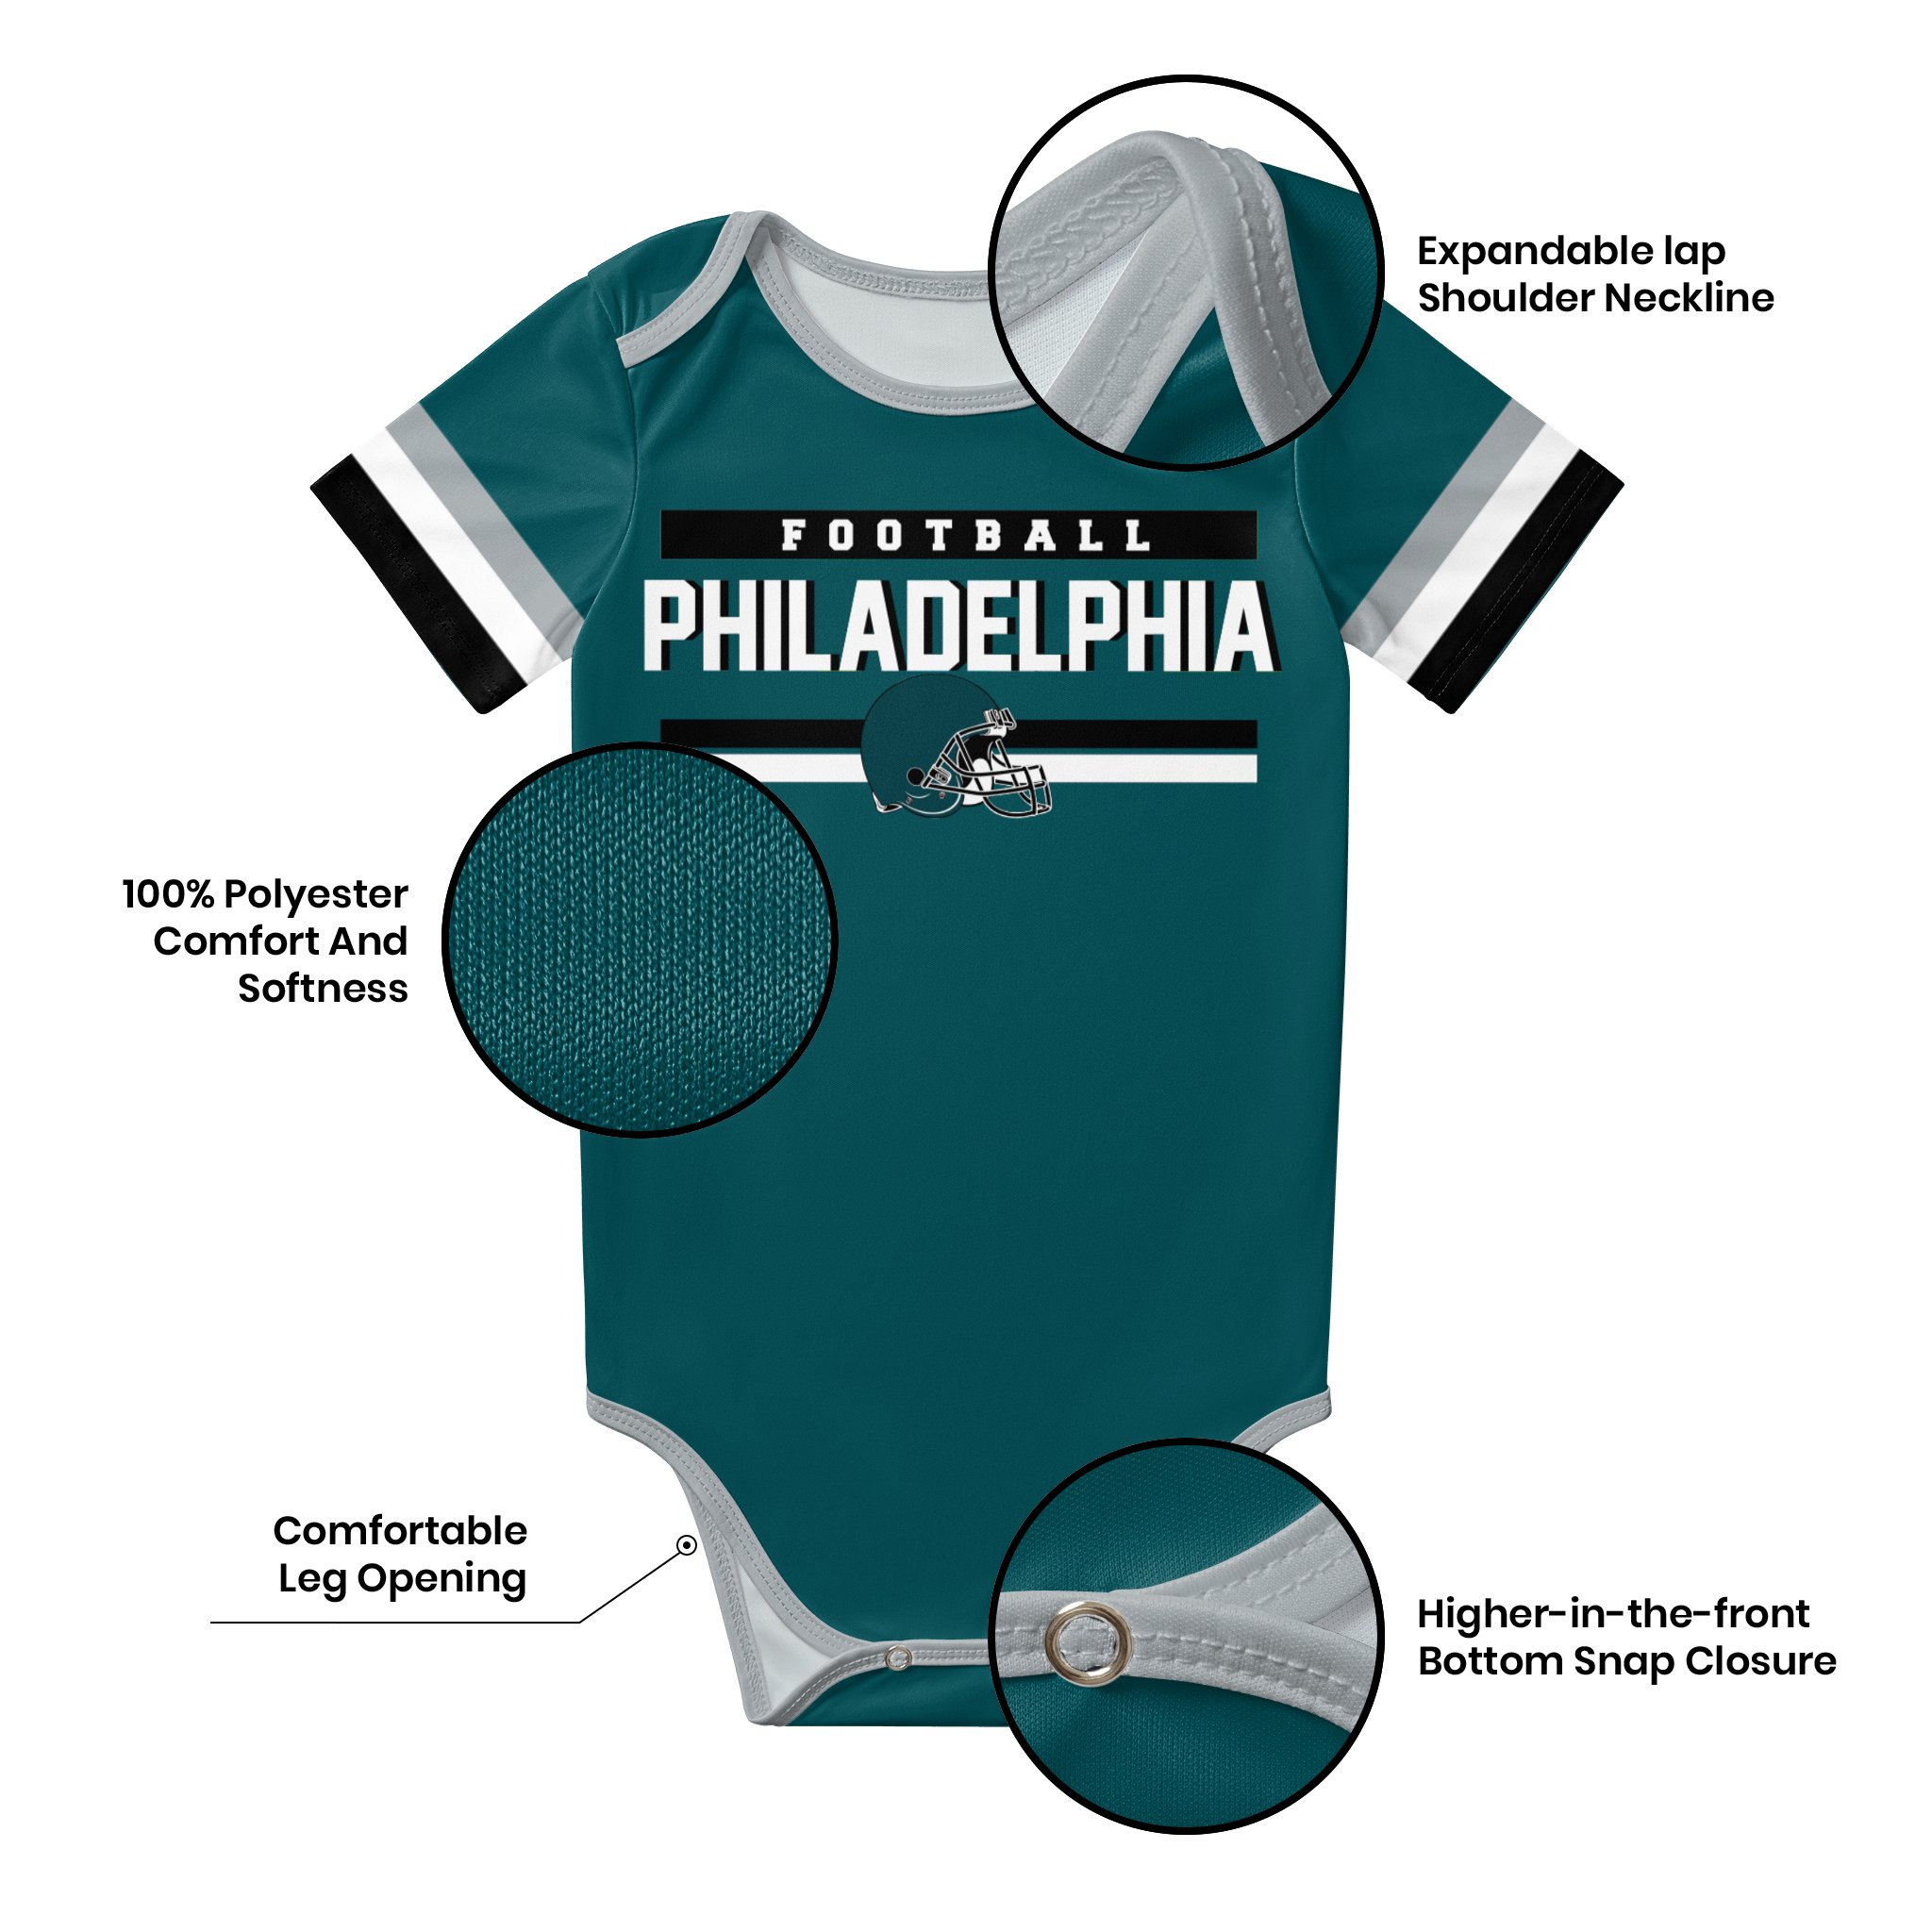 Expandable lap
Shoulder Neckline
FOOTBALL
PHILADELPHIA
100% Polyester
Comfort And
Softness
Comfortable
Leg Opening
Higher-in-the-front
Bottom Snap Closure